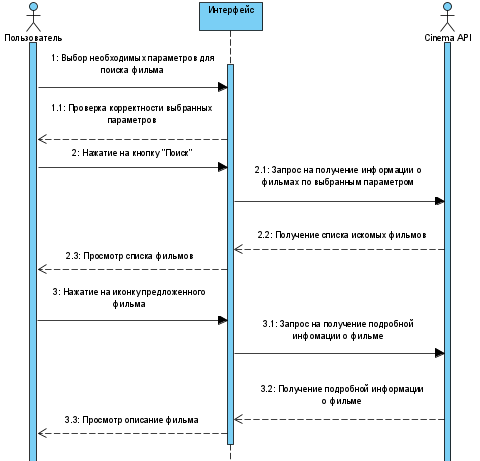 Интерфейс
Пользователь
Cinema API
1: Выбор необходимых параметров для
поиска фильма
1.1: Проверка корректности выбранных
параметров
2: Нажатие на кнопку "Поиск"
2.1: Запрос на получение информации о
фильмах по выбранным параметром
2.2: Получение списка искомых фильмов
2.3: Просмотр списка фильмов
3: Нажатие на иконку предложенного
фильма
3.1: Запрос на получение подробной
инфомации о фильме
3.2: Получение подробной информации
о фильме
3.3: Просмотр описание фильма